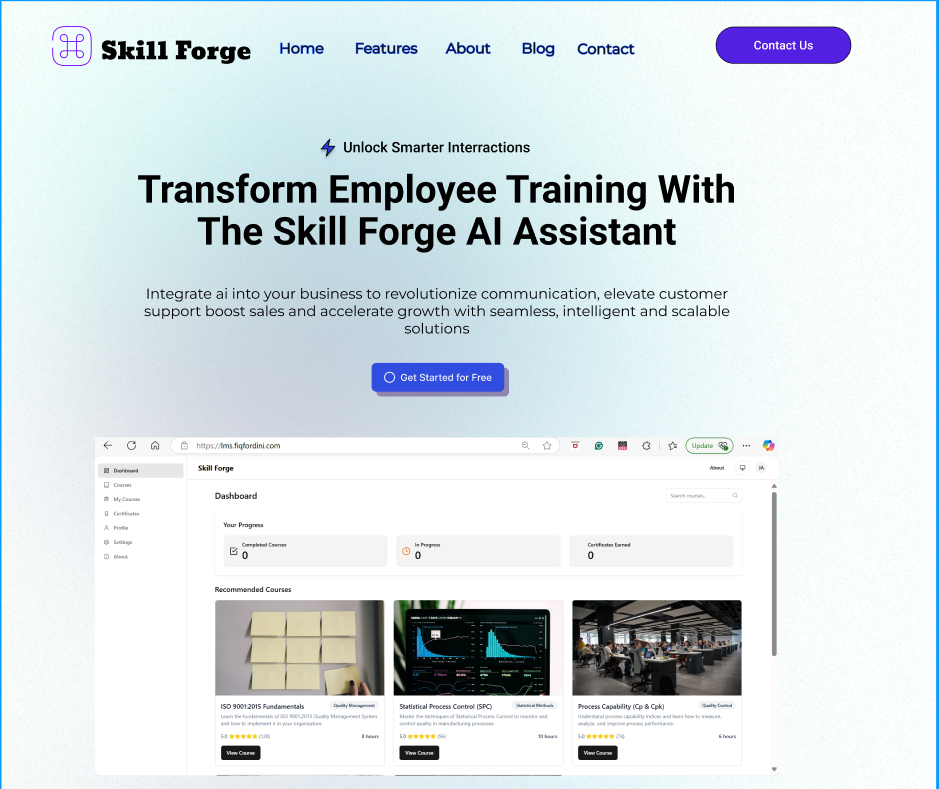 Skill Forge
Home
Features
About
Blog
Contact
Contact Us
Unlock Smarter Interractions
Transform Employee Training With
The Skill Forge AI Assistant
Integrate ai into your business to revolutionize communication, elevate customer
support boost sales and accelerate growth with seamless, intelligent and scalable
solutions
Get Started for Free
https://lms.fiqfordini.com
Update
Dashboard
Courses
My Courses
Certificates
Profile
Settings
About
Skill Forge
About
JA
Dashboard
Search courses...
Your Progress
Completed Courses
0
In Progress
0
Certificates Earned
0
Recommended Courses
ISO 9001:2015 Fundamentals
Quality Management
Learn the fundamentals of ISO 9001:2015 Quality Management System
and how to implement it in your organization.
5.0
8 hours
View Course
Statistical Process Control (SPC)
Statistical Methods
Master the techniques of Statistical Process Control to monitor and
control quality in manufacturing processes.
5.0
(96)
10 hours
View Course
Process Capability (Cp & Cpk)
Quality Control
Understand process capability indices and learn how to measure,
analyze, and improve process performance.
5.0
(74)
6 hours
View Course